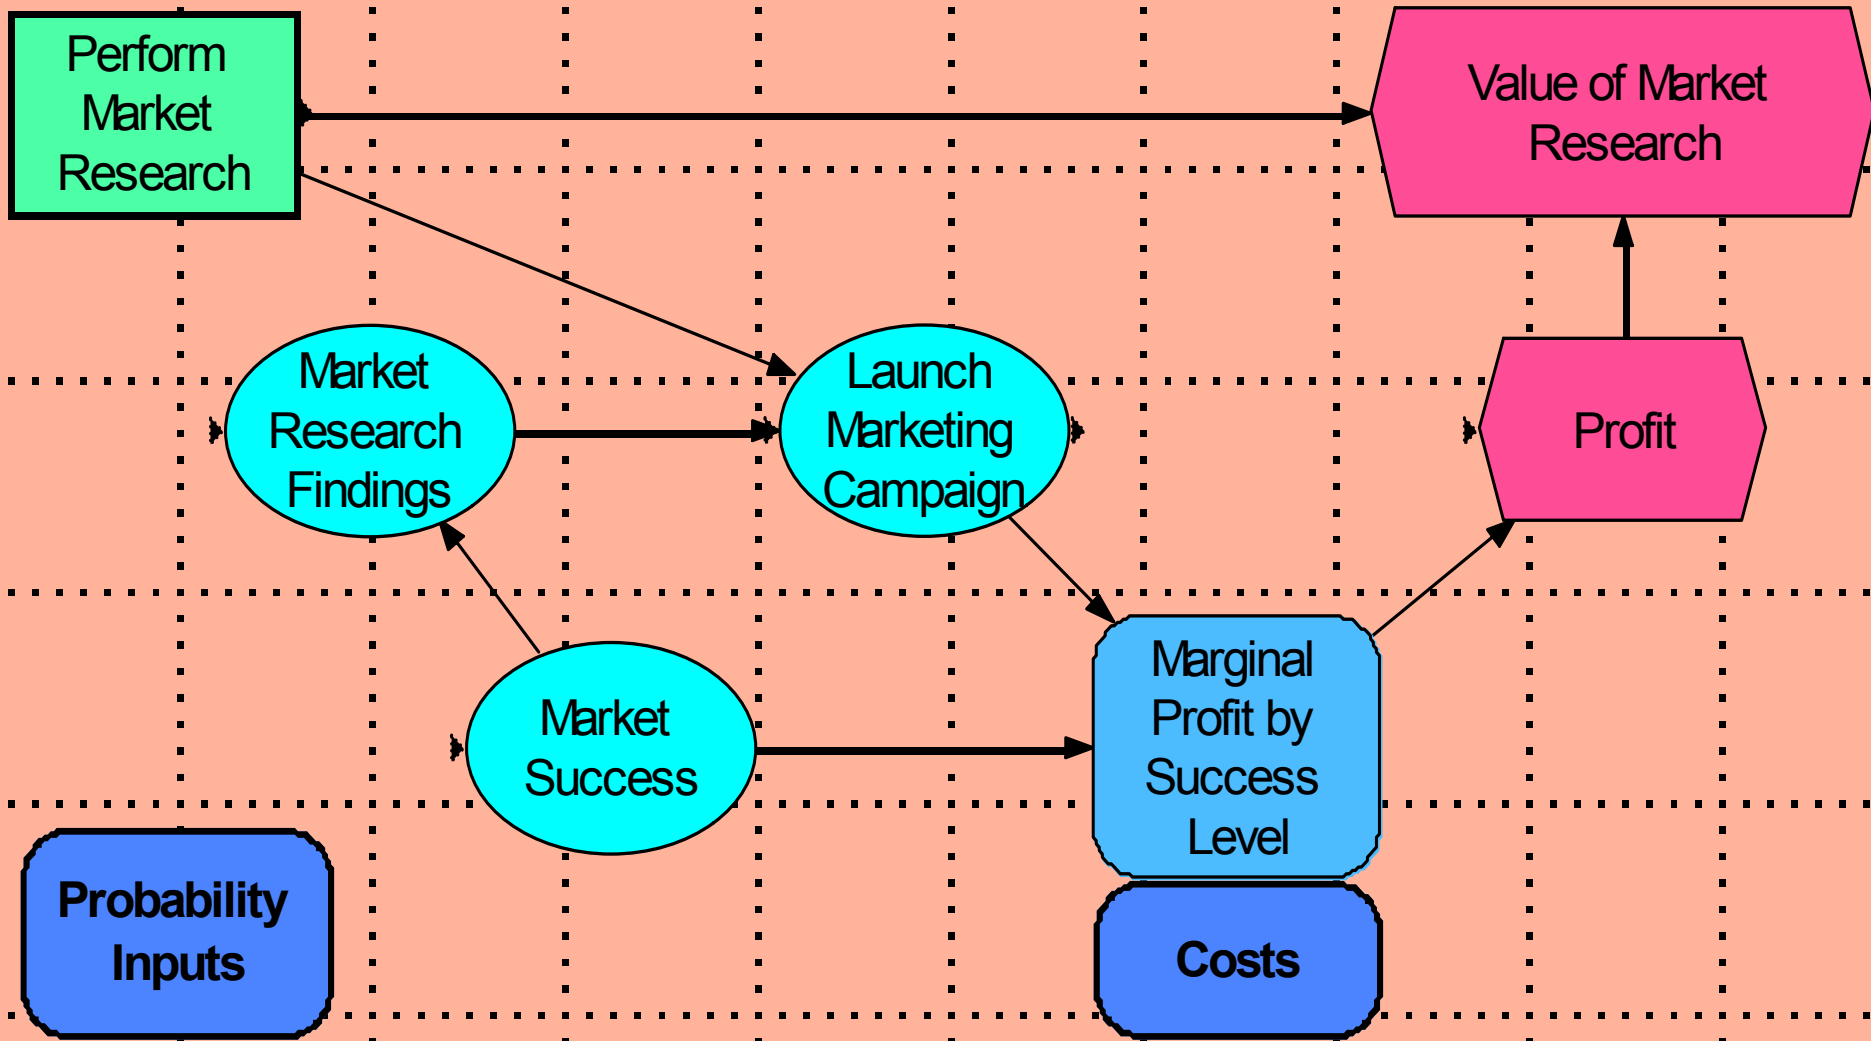 Perform
Market
Research
Value of Market
Research
Market
Research
Findings
Launch
Marketing
Campaign
Profit
Market
Success
Marginal
Profit by
Success
Level
Probability
Inputs
Costs